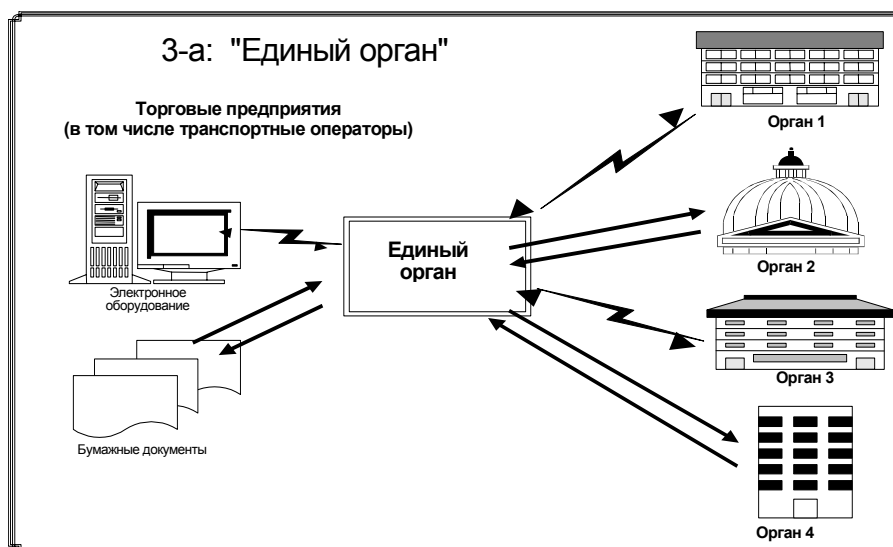 3-а: "Единый орган"
Торговые предприятия
(в том числе транспортные операторы)
Электронное
оборудование
Бумажные документы
Единый
орган
Орган 1
Орган 2
Орган 3
Орган 4